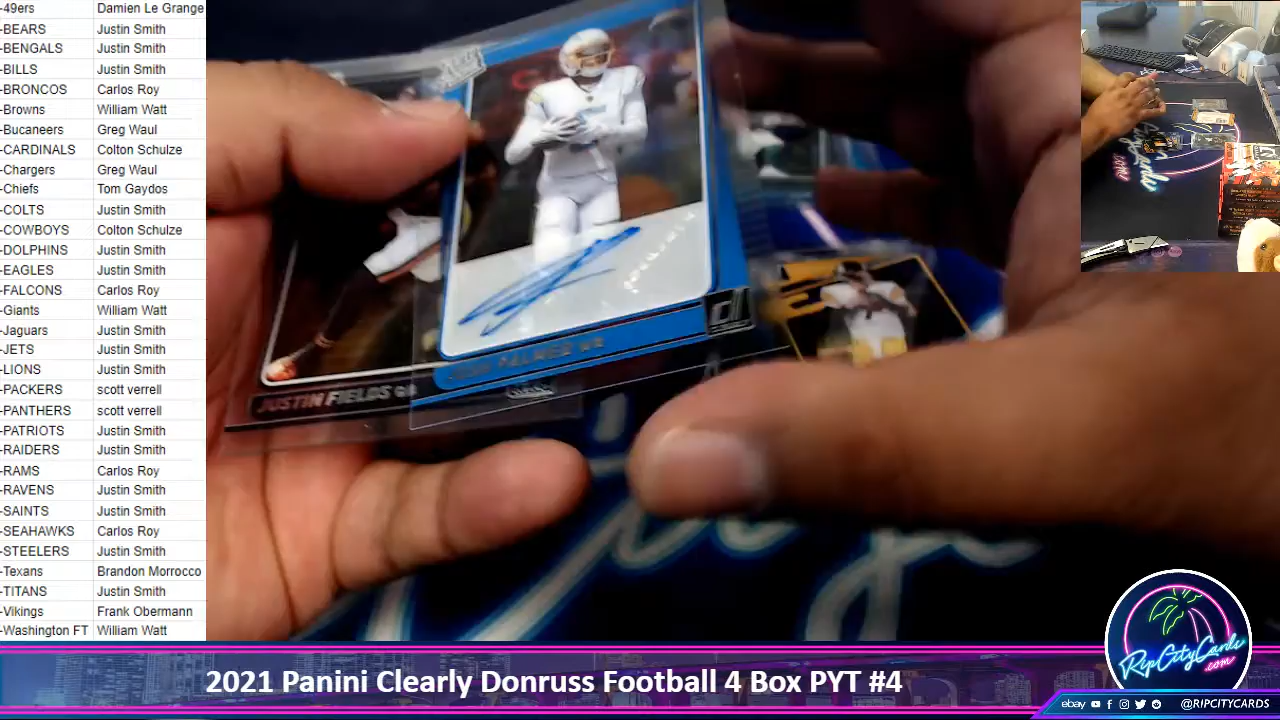 -49ers Damien Le Grange
-BEARS Justin Smith
-BENGALS Justin Smith
-BILLS Justin Smith
-BRONCOS Carlos Roy
-Browns William Watt
-Bucaneers Greg Waul
-CARDINALS Colton Schulze
-Chargers Greg Waul
-Chiefs Tom Gaydos
-COLTS Justin Smith
-COWBOYS Colton Schulze
-DOLPHINS Justin Smith
-EAGLES Justin Smith
-FALCONS Carlos Roy
-Giants William Watt
-Jaguars Justin Smith
-JETS Justin Smith
-LIONS Justin Smith
-PACKERS scott verrell
-PANTHERS scott verrell
-PATRIOTS Justin Smith
-RAIDERS Justin Smith
-RAMS Carlos Roy
-RAVENS Justin Smith
-SAINTS Justin Smith
-SEAHAWKS Carlos Roy
-STEELERS Justin Smith
-Texans Brandon Morrocco
-TITANS Justin Smith
-Vikings Frank Obermann
-Washington FT William Watt
JUSTIN FIELDS QB
PALMER WR
2021 Panini Clearly Donruss Football 4 Box PYT #4
RipCityCards
.com
ebay @RIPCITYCARDS